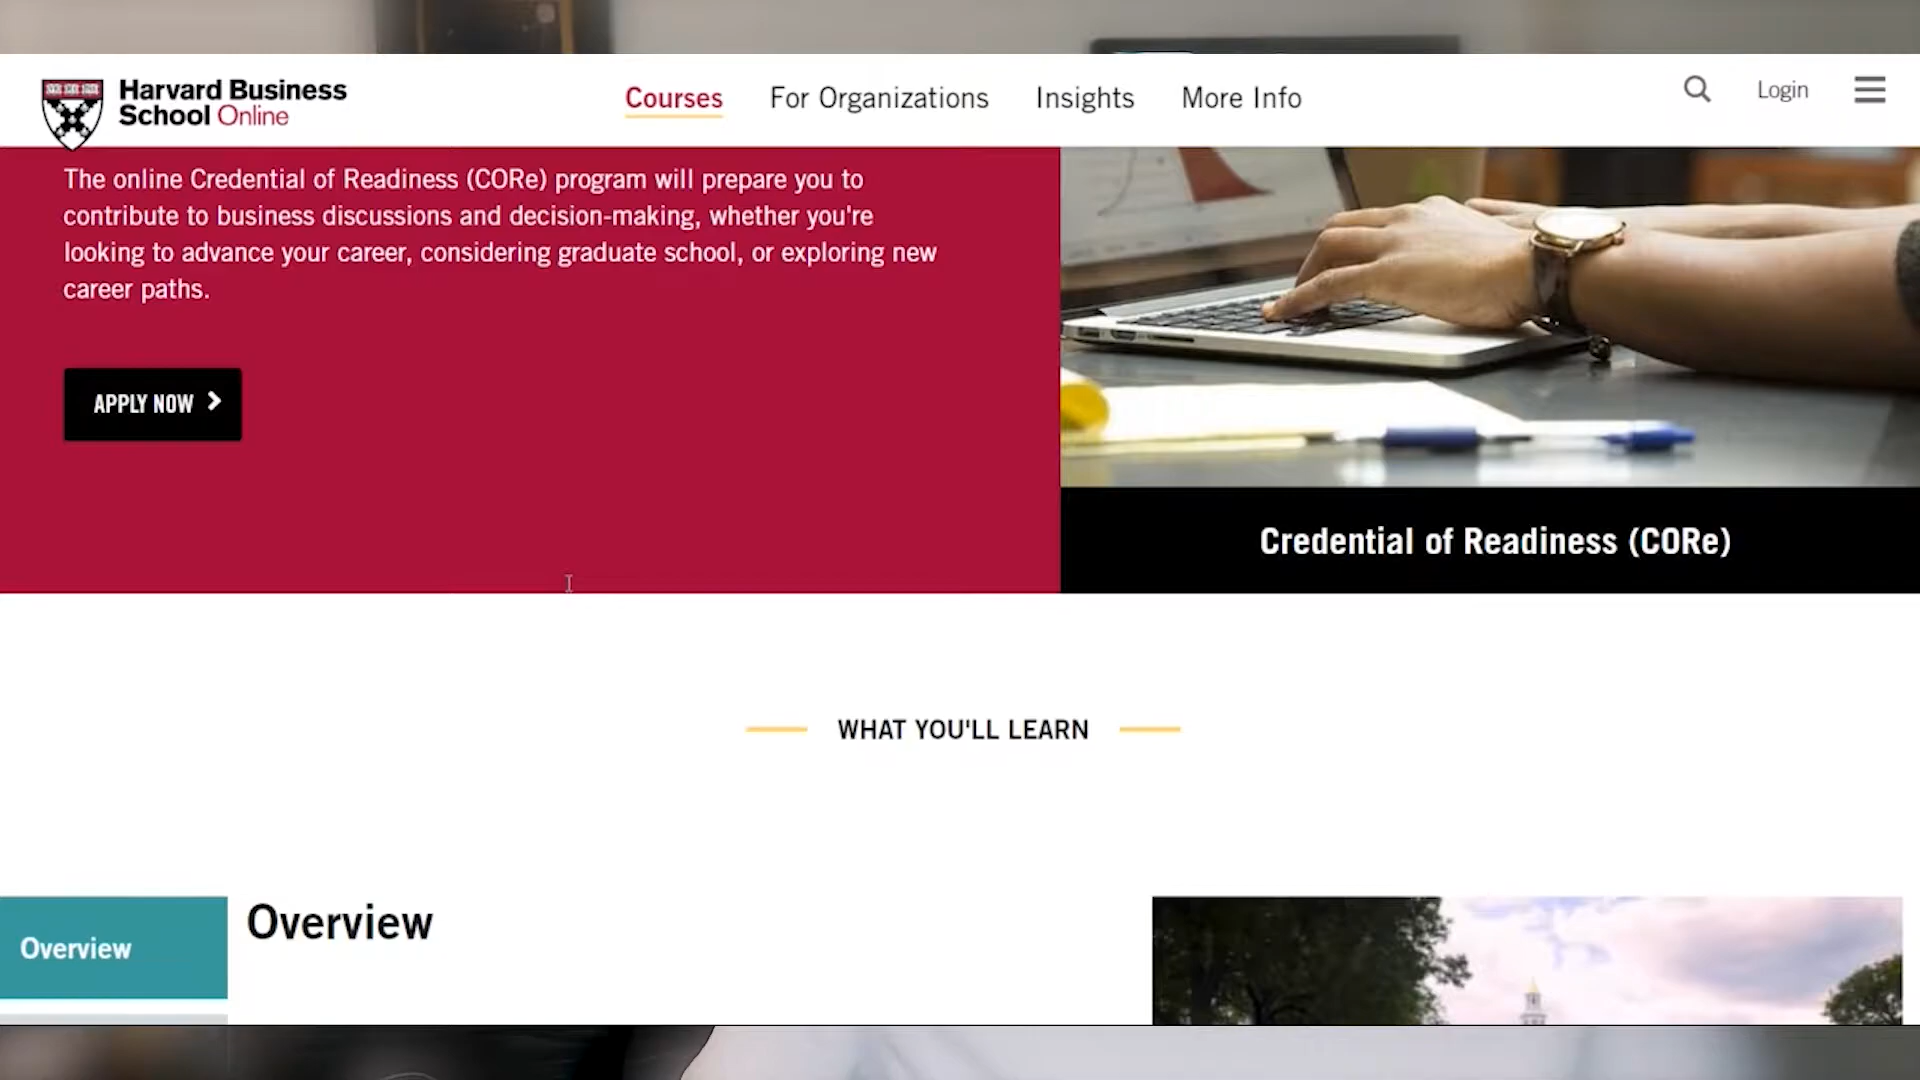 Harvard Business
School Online
Courses
For Organizations
Insights
More Info
Login
The online Credential of Readiness (CORe) program will prepare you to
contribute to business discussions and decision-making, whether you're
looking to advance your career, considering graduate school, or exploring new
career paths.
APPLY NOW
Credential of Readiness (CORe)
WHAT YOU'LL LEARN
Overview
Overview